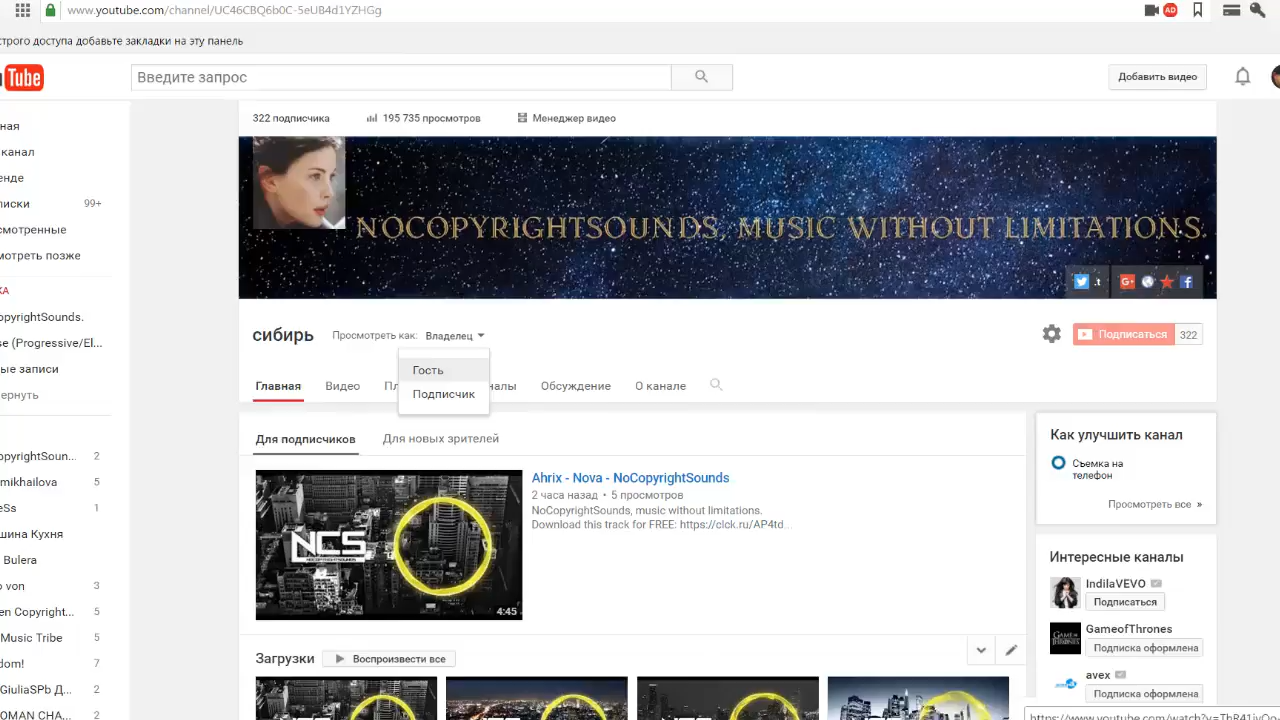 www.youtube.com/channel/UC46CBQ6b0C-5eUB4d1YZHGg
строго доступа добавьте закладки на эту панель
Tube
Введите запрос
Добавить видео
322 подписчика 195 735 просмотров Менеджер видео
NOCOPYRIGHTSOUNDS, MUSIC WITHOUT LIMITATIONS.
.t
сибирь Просмотреть как: Владелец
Подписаться 322
Гость
Подписчик
Главная Видео Пл налы Обсуждение О канале
Для подписчиков Для новых зрителей
Ahrix - Nova - NoCopyrightSounds
2 часа назад • 5 просмотров
NoCopyrightSounds, music without limitations.
Download this track for FREE: https://clck.ru/AP4td...
NCS
NOCOPYRIGHTSOUNDS
4:45
Загрузки Воспроизвести все
Как улучшить канал
Съемка на
телефон
Просмотреть все »
Интересные каналы
IndilaVEVO
Подписаться
GameofThrones
Подписка оформлена
avex
Подписка оформлена
ная
канал
енде
писки 99+
смотренные
мотреть позже
КА
opyrightSounds.
se (Progressive/El...
ые записи
ернуть
opyrightSoun... 2
mikhailova 5
eSs 1
шина Кухня
Bulera
o von 3
en Copyright... 5
Music Tribe 5
dom! 7
GiuliaSPb Д... 2
OMAN CHA... 2